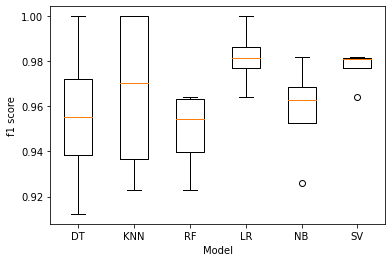 1.00
0.98
0.96
0.94
0.92
f1 score
DT KNN RF LR NB SV
Model